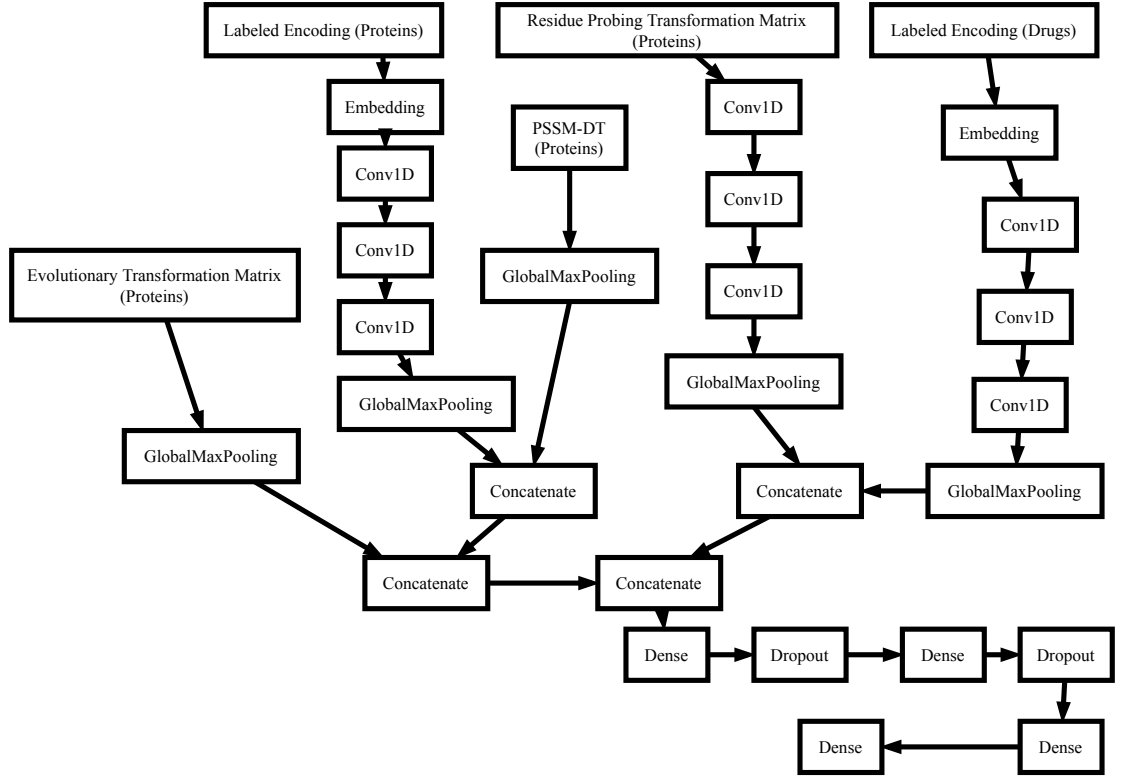 Labeled Encoding (Proteins)
Residue Probing Transformation Matrix
(Proteins)
Labeled Encoding (Drugs)
Embedding
Conv1D
PSSM-DT
(Proteins)
Embedding
Conv1D
Conv1D
Conv1D
Conv1D
Evolutionary Transformation Matrix
(Proteins)
GlobalMaxPooling
Conv1D
Conv1D
Conv1D
Conv1D
GlobalMaxPooling
GlobalMaxPooling
Conv1D
GlobalMaxPooling
Concatenate
Concatenate
GlobalMaxPooling
Concatenate
Concatenate
Dense
Dropout
Dense
Dropout
Dense
Dense